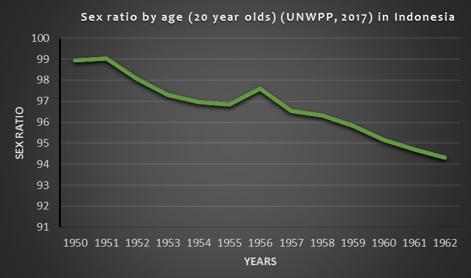 Sex ratio by age (20 year olds) (UNWPP, 2017) in Indonesia
100
99
98
97
96
95
94
93
92
91
SEX RATIO
1950 1951 1952 1953 1954 1955 1956 1957 1958 1959 1960 1961 1962
YEARS